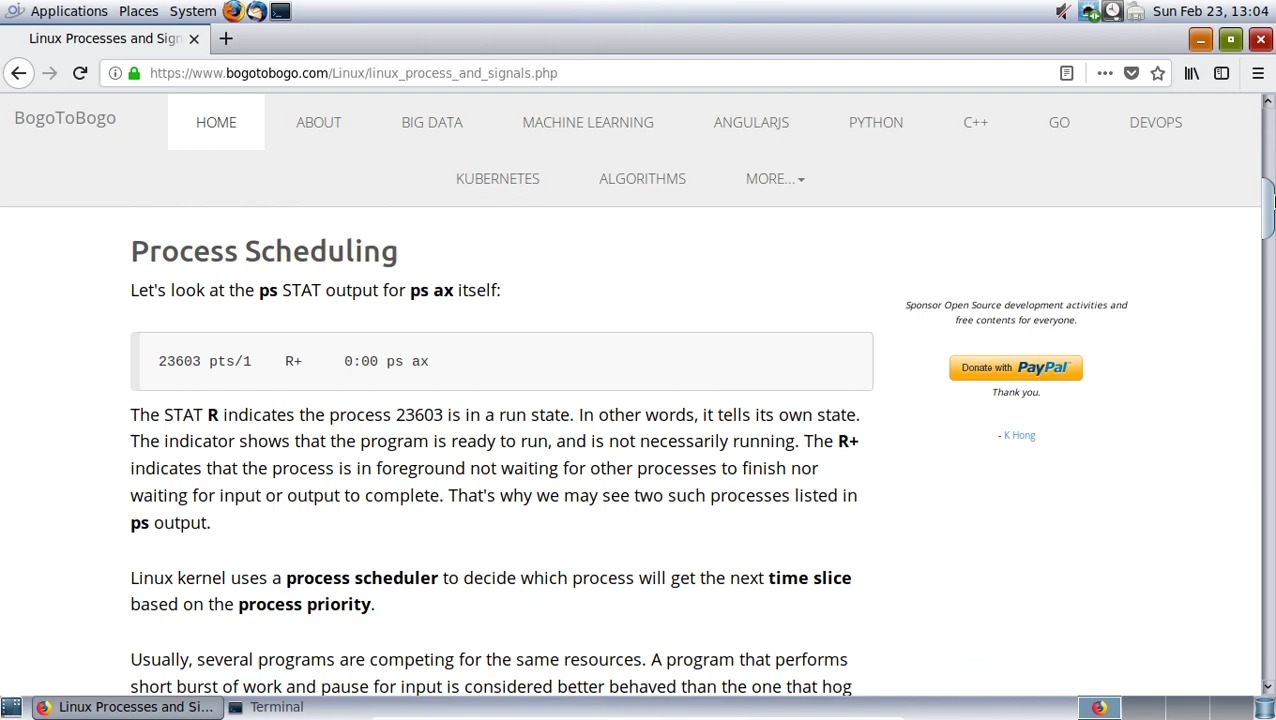 Applications Places System Sun Feb 23, 13:04
Linux Processes and Sign
https://www.bogotobogo.com/Linux/linux_process_and_signals.php
BogoToBogo HOME ABOUT BIG DATA MACHINE LEARNING ANGULARJS PYTHON C++ GO DEVOPS
KUBERNETES ALGORITHMS MORE...
Process Scheduling
Let's look at the ps STAT output for ps ax itself:
23603 pts/1 R+ 0:00 ps ax
The STAT R indicates the process 23603 is in a run state. In other words, it tells its own state.
The indicator shows that the program is ready to run, and is not necessarily running. The R+
indicates that the process is in foreground not waiting for other processes to finish nor
waiting for input or output to complete. That's why we may see two such processes listed in
ps output.
Linux kernel uses a process scheduler to decide which process will get the next time slice
based on the process priority.
Usually, several programs are competing for the same resources. A program that performs
short burst of work and pause for input is considered better behaved than the one that hog
Sponsor Open Source development activities and
free contents for everyone.
Donate with PayPal
Thank you.
- K Hong
Linux Processes and Si... Terminal